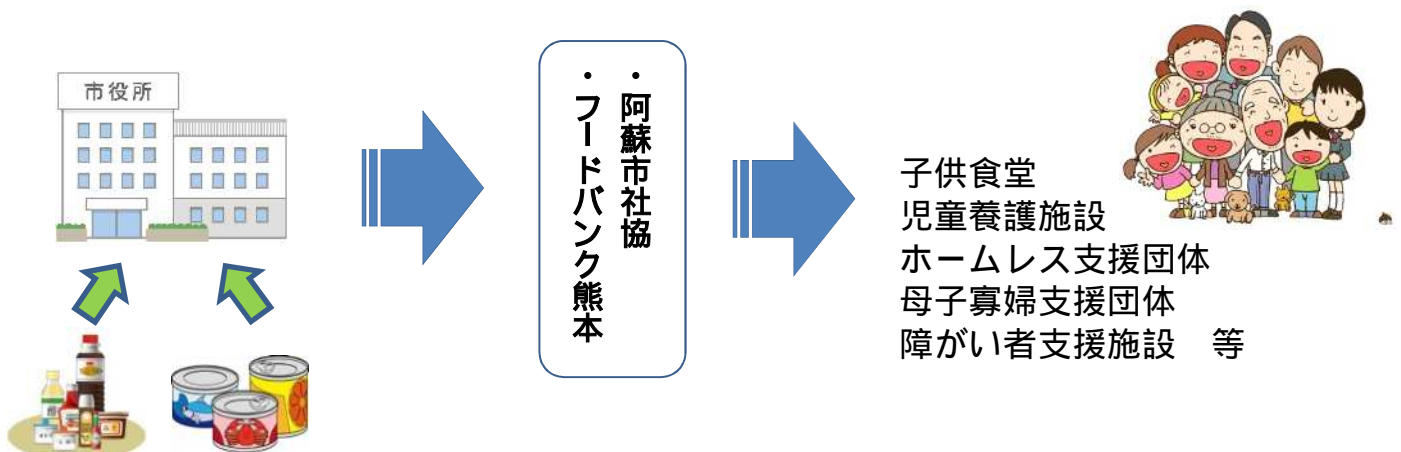 市役所
・阿蘇市社協
・フードバンク熊本
子供食堂
児童養護施設
ホームレス支援団体
母子寡婦支援団体
障がい者支援施設　等